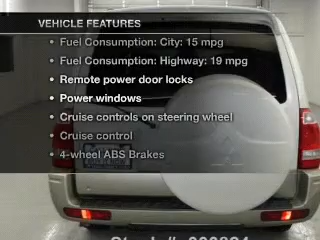 VEHICLE FEATURES
• Fuel Consumption: City: 15 mpg
• Fuel Consumption: Highway: 19 mpg
• Remote power door locks
• Power windows
• Cruise controls on steering wheel
• Cruise control
• 4-wheel ABS Brakes